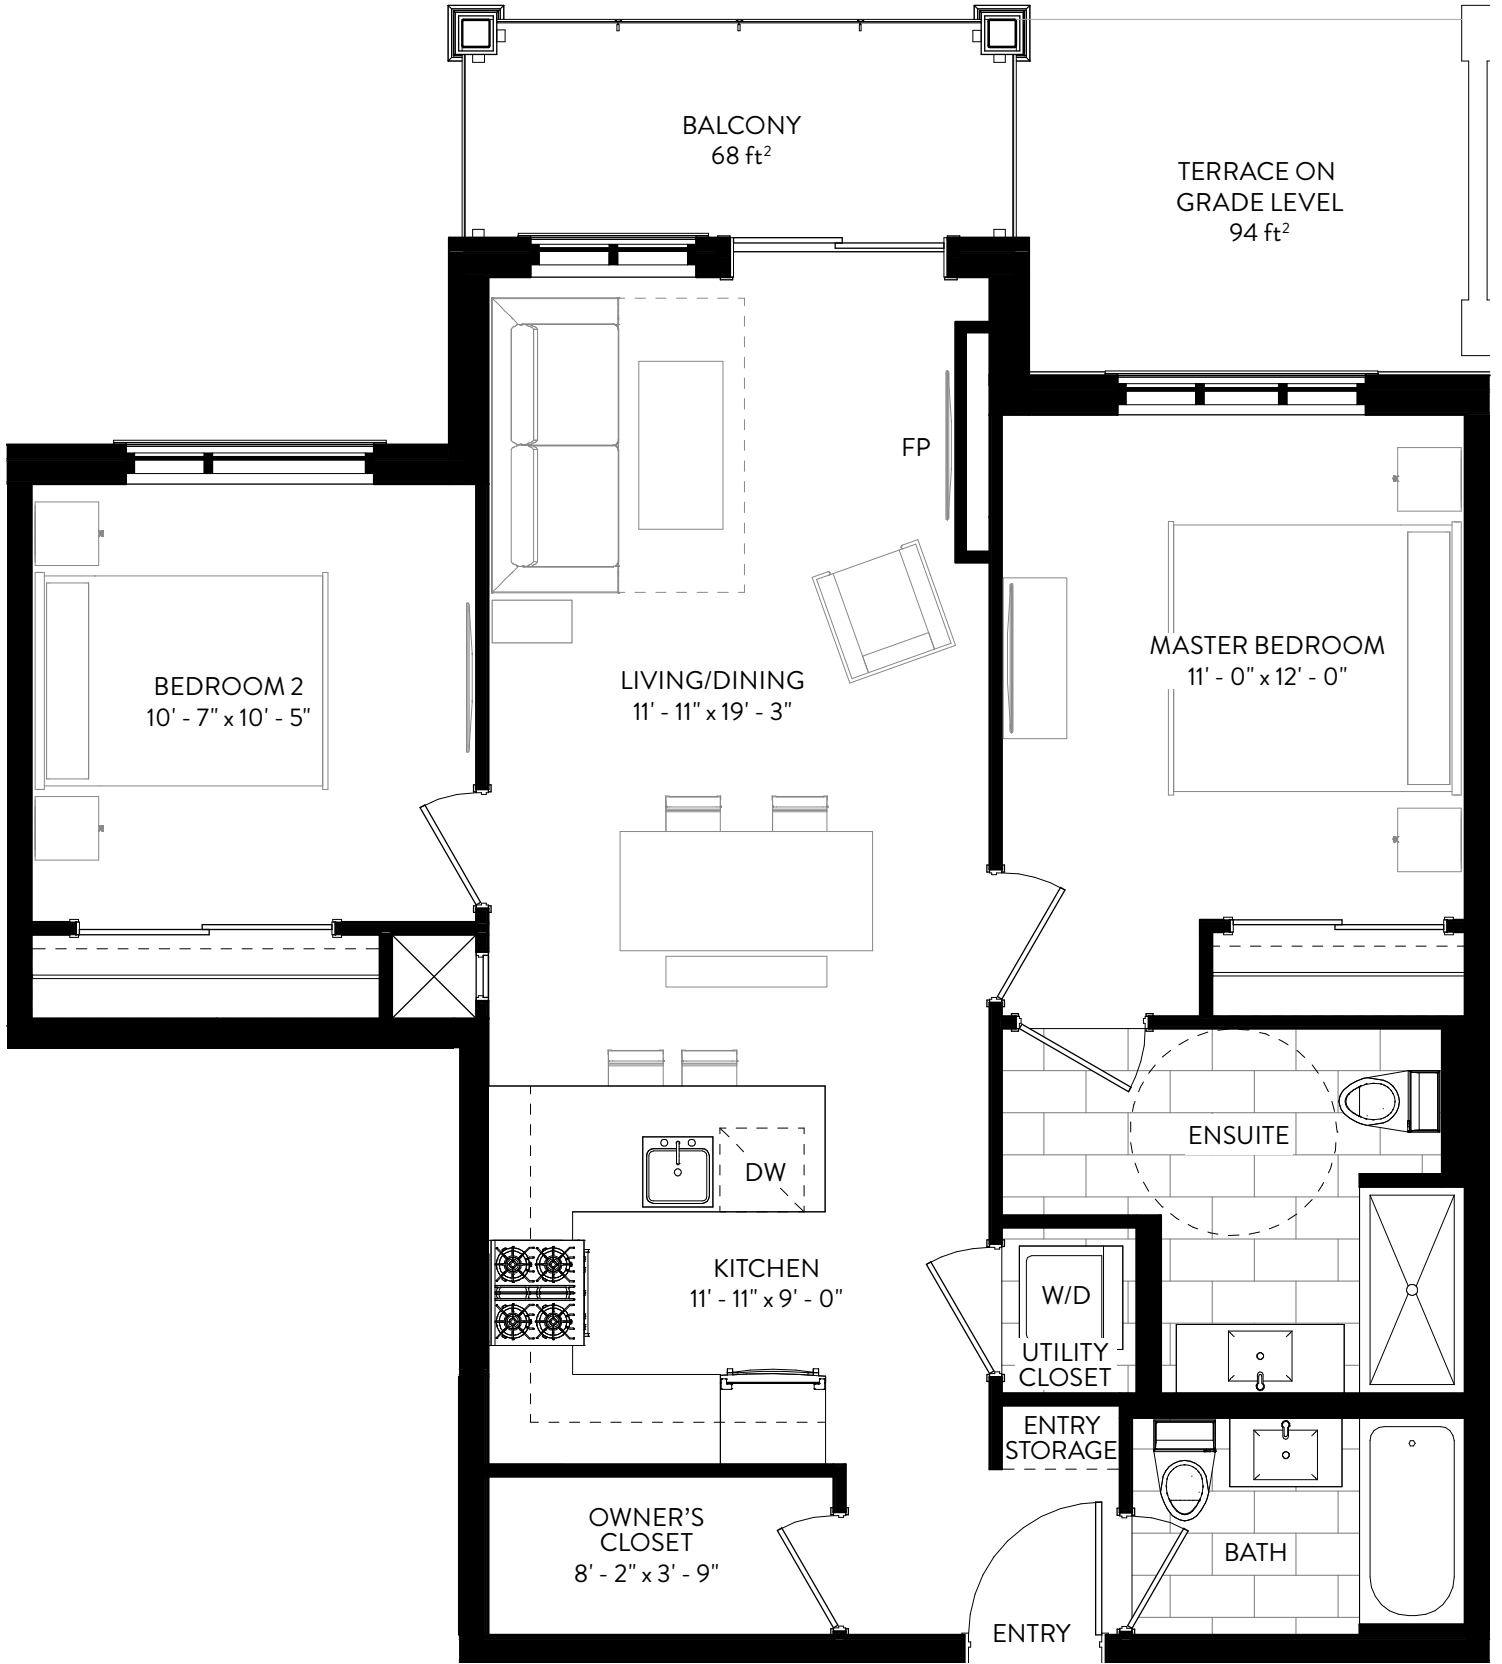 BALCONY
68 ft²
TERRACE ON
GRADE LEVEL
94 ft²
FP
MASTER BEDROOM
11' - 0" x 12' - 0"
BEDROOM 2
10' - 7" x 10' - 5"
LIVING/DINING
11' - 11" x 19' - 3"
ENSUITE
DW
KITCHEN
11' - 11" x 9' - 0"
W/D
UTILITY
CLOSET
ENTRY
STORAGE
OWNER'S
CLOSET
8' - 2" x 3' - 9"
BATH
ENTRY